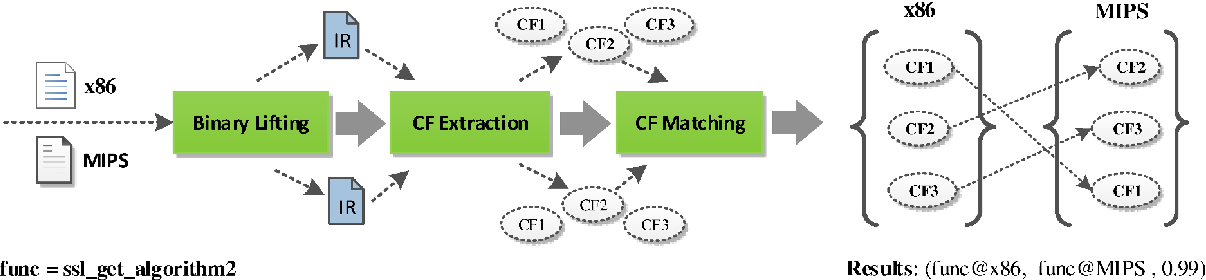 x86
MIPS
Binary Lifting
IR
IR
CF Extraction
CF1
CF2
CF3
CF1
CF2
CF3
CF Matching
x86
MIPS
CF1
CF2
CF2
CF3
CF3
CF1
func = ssl_get_algorithm2
Results: (func@x86, func@MIPS , 0.99)